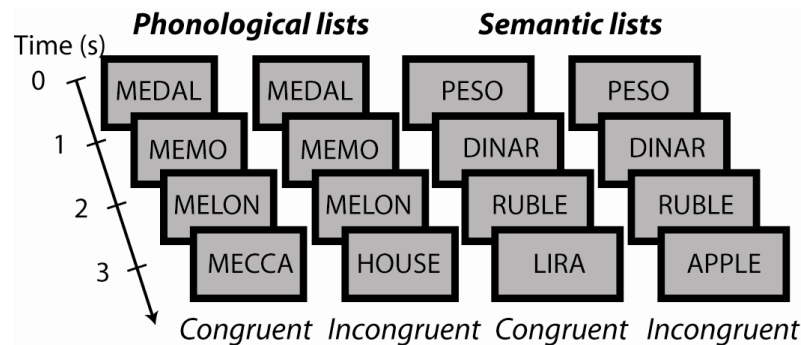 Phonological lists Semantic lists
Time (s)
0 MEDAL MEDAL PESO PESO
1 MEMO MEMO DINAR DINAR
2 MELON MELON RUBLE RUBLE
3 MECCA HOUSE LIRA APPLE
Congruent Incongruent Congruent Incongruent